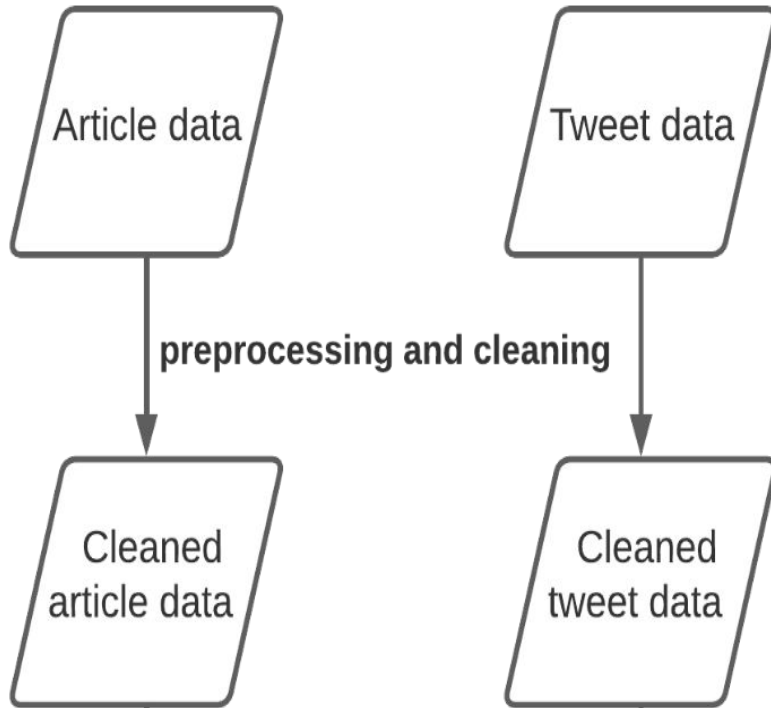 Article data
Tweet data
preprocessing and cleaning
Cleaned
article data
Cleaned
tweet data